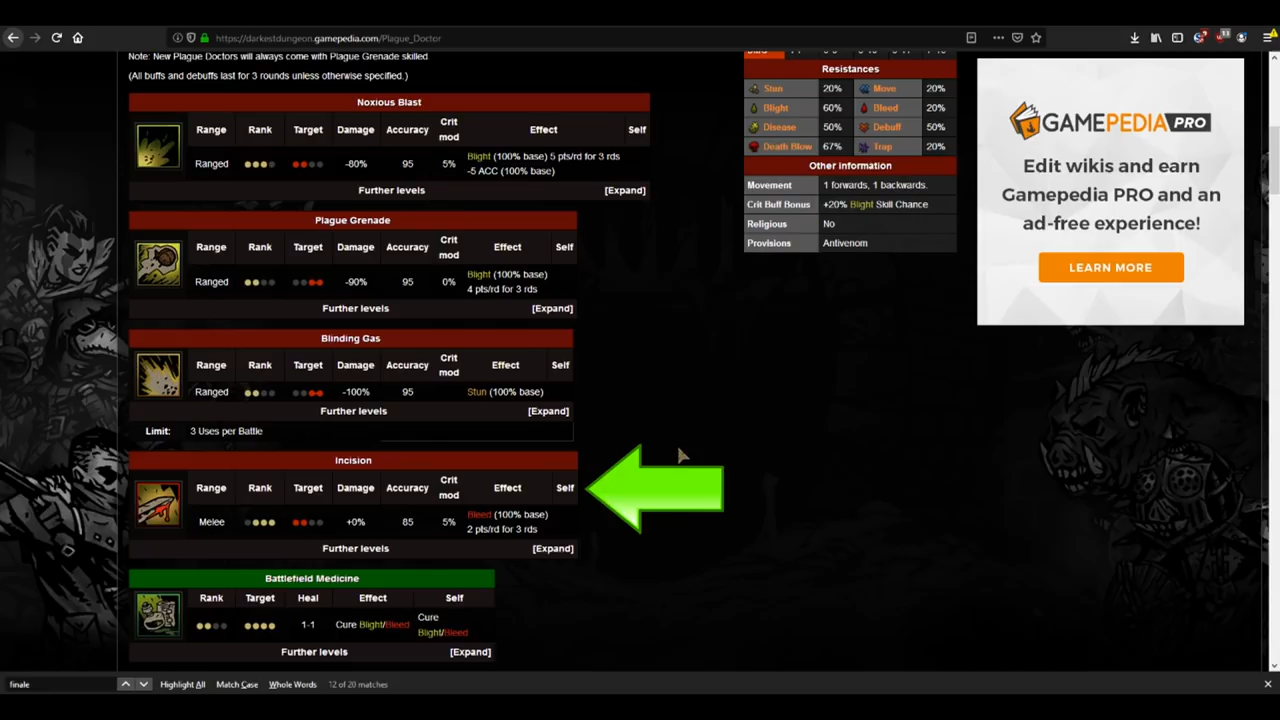 https://darkestdungeon.gamepedia.com/Plague_Doctor
Note: New Plague Doctors will always come with Plague Grenade skilled
(All buffs and debuffs last for 3 rounds unless otherwise specified.)
Noxious Blast
Range Rank Target Damage Accuracy Crit mod Effect Self
Ranged -80% 95 5% Blight (100% base) 5 pts/rd for 3 rds
-5 ACC (100% base)
Further levels [Expand]
Plague Grenade
Range Rank Target Damage Accuracy Crit mod Effect Self
Ranged -90% 95 0% Blight (100% base)
4 pts/rd for 3 rds
Further levels [Expand]
Blinding Gas
Range Rank Target Damage Accuracy Crit mod Effect Self
Ranged -100% 95 Stun (100% base)
Further levels [Expand]
Limit: 3 Uses per Battle
Incision
Range Rank Target Damage Accuracy Crit mod Effect Self
Melee +0% 85 5% Bleed (100% base)
2 pts/rd for 3 rds
Further levels [Expand]
Battlefield Medicine
Rank Target Heal Effect Self
1-1 Cure Blight/Bleed Cure
Blight/Bleed
Further levels [Expand]
Resistances
Stun 20% Move 20%
Blight 60% Bleed 20%
Disease 50% Debuff 50%
Death Blow 67% Trap 20%
Other information
Movement 1 forwards, 1 backwards.
Crit Buff Bonus +20% Blight Skill Chance
Religious No
Provisions Antivenom
GAMEPEDIA PRO
Edit wikis and earn
Gamepedia PRO and an
ad-free experience!
LEARN MORE
finale Highlight All Match Case Whole Words 12 of 20 matches